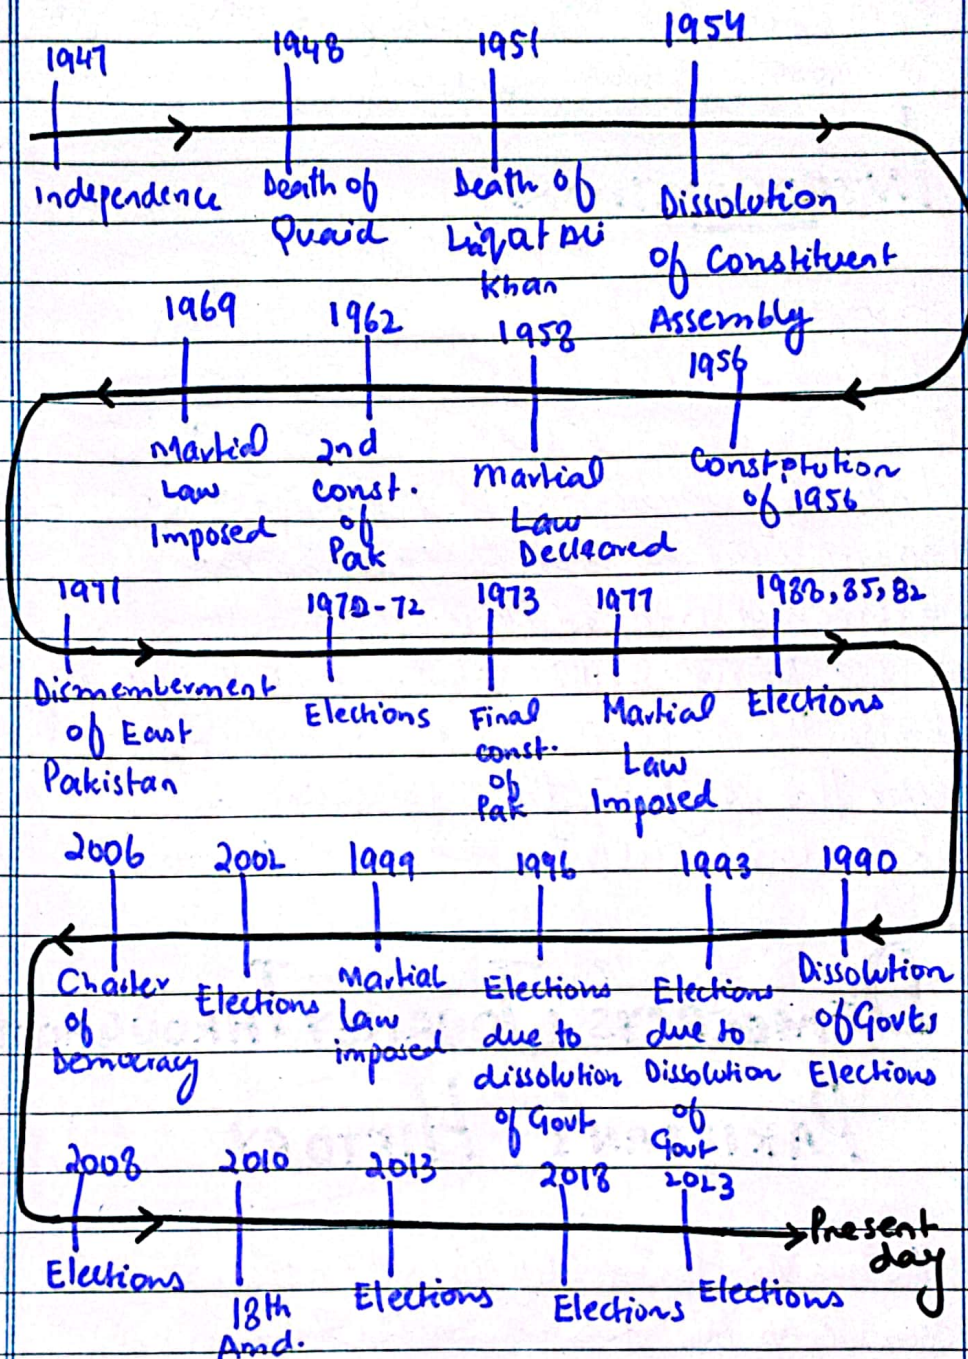 1947
Independence
1948
Death of
Quaid
1951
Death of
Liaqat Ali
Khan
1954
Dissolution
of Constituent
Assembly
1956
Constitution
of 1956
1958
Martial
Law
Declared
1962
2nd
const.
of
Pak
1969
Martial
Law
Imposed
1971
Dismemberment
of East
Pakistan
1970-72
Elections
1973
Final
const.
of
Pak
1977
Martial
Law
Imposed
1988,85,82
Elections
1990
Dissolution
of Govts
Elections
1993
Elections
due to
Dissolution
of
Govt
1996
Elections
due to
dissolution
of Govt
1999
Martial
law
imposed
2002
Elections
2006
Charter
of
Democracy
2008
Elections
2010
18th
Amd.
2013
Elections
2018
Elections
2023
Elections
Present
day